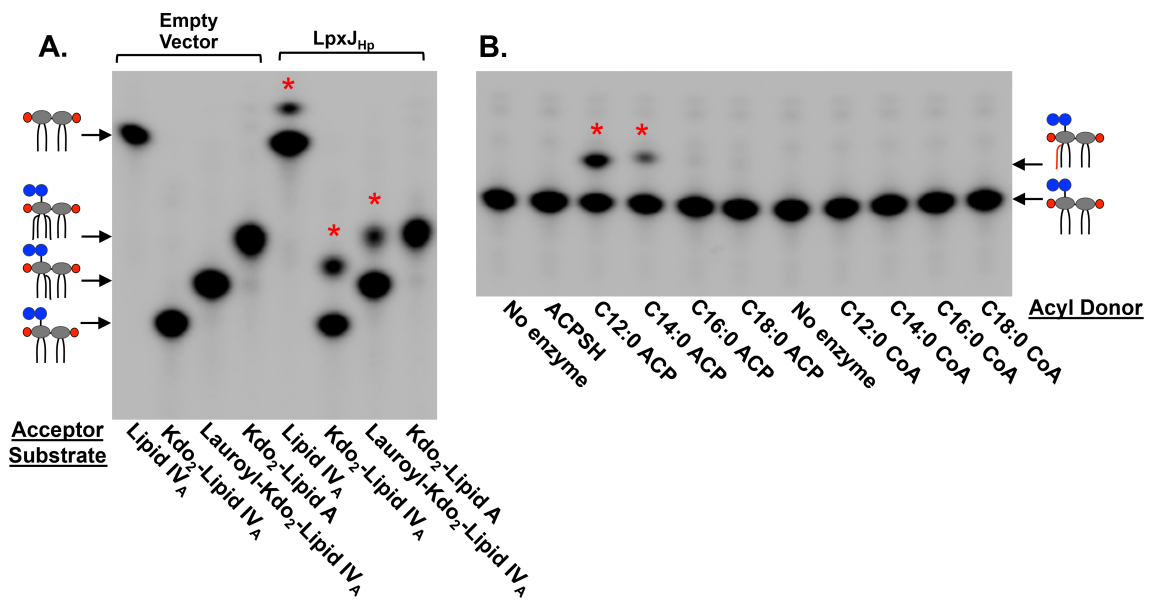 A.
Empty
Vector
LpxJHp
*
*
*
Acceptor
Substrate
Lipid IVA
Kdo2-Lipid IVA
Lauroyl-Kdo2-Lipid IVA
Kdo2-Lipid A
Lipid IVA
Kdo2-Lipid IVA
Lauroyl-Kdo2-Lipid IVA
Kdo2-Lipid A
B.
*
*
No enzyme
ACPSH
C12:0 ACP
C14:0 ACP
C16:0 ACP
C18:0 ACP
No enzyme
C12:0 CoA
C14:0 CoA
C16:0 CoA
C18:0 CoA
Acyl Donor